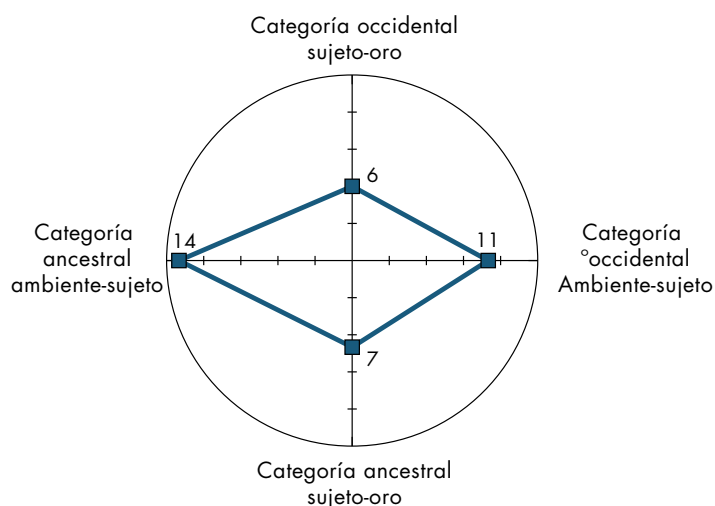 Categoría occidental
sujeto-oro
6
Categoría
ancestral
ambiente-sujeto
14
11
Categoría
°occidental
Ambiente-sujeto
7
Categoría ancestral
sujeto-oro